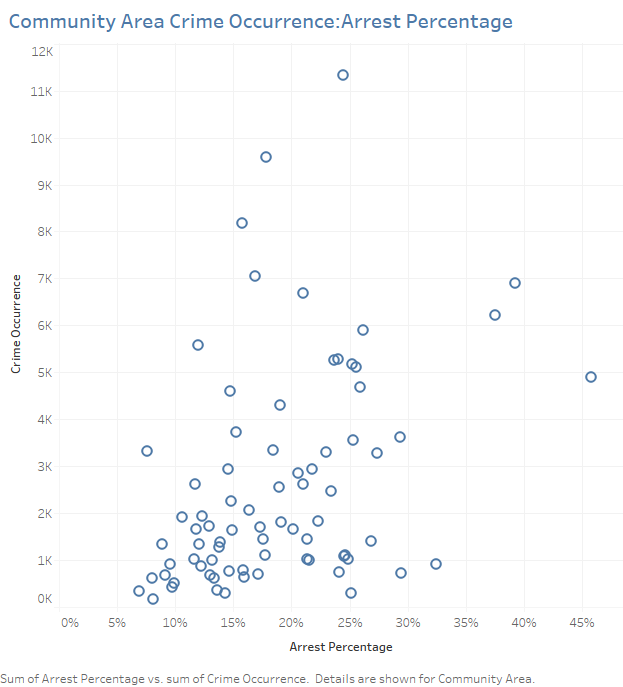 Community Area Crime Occurrence:Arrest Percentage
12K
11K
10K
9K
8K
7K
6K
5K
4K
3K
2K
1K
0K
Crime Occurrence
0% 5% 10% 15% 20% 25% 30% 35% 40% 45%
Arrest Percentage
Sum of Arrest Percentage vs. sum of Crime Occurrence. Details are shown for Community Area.